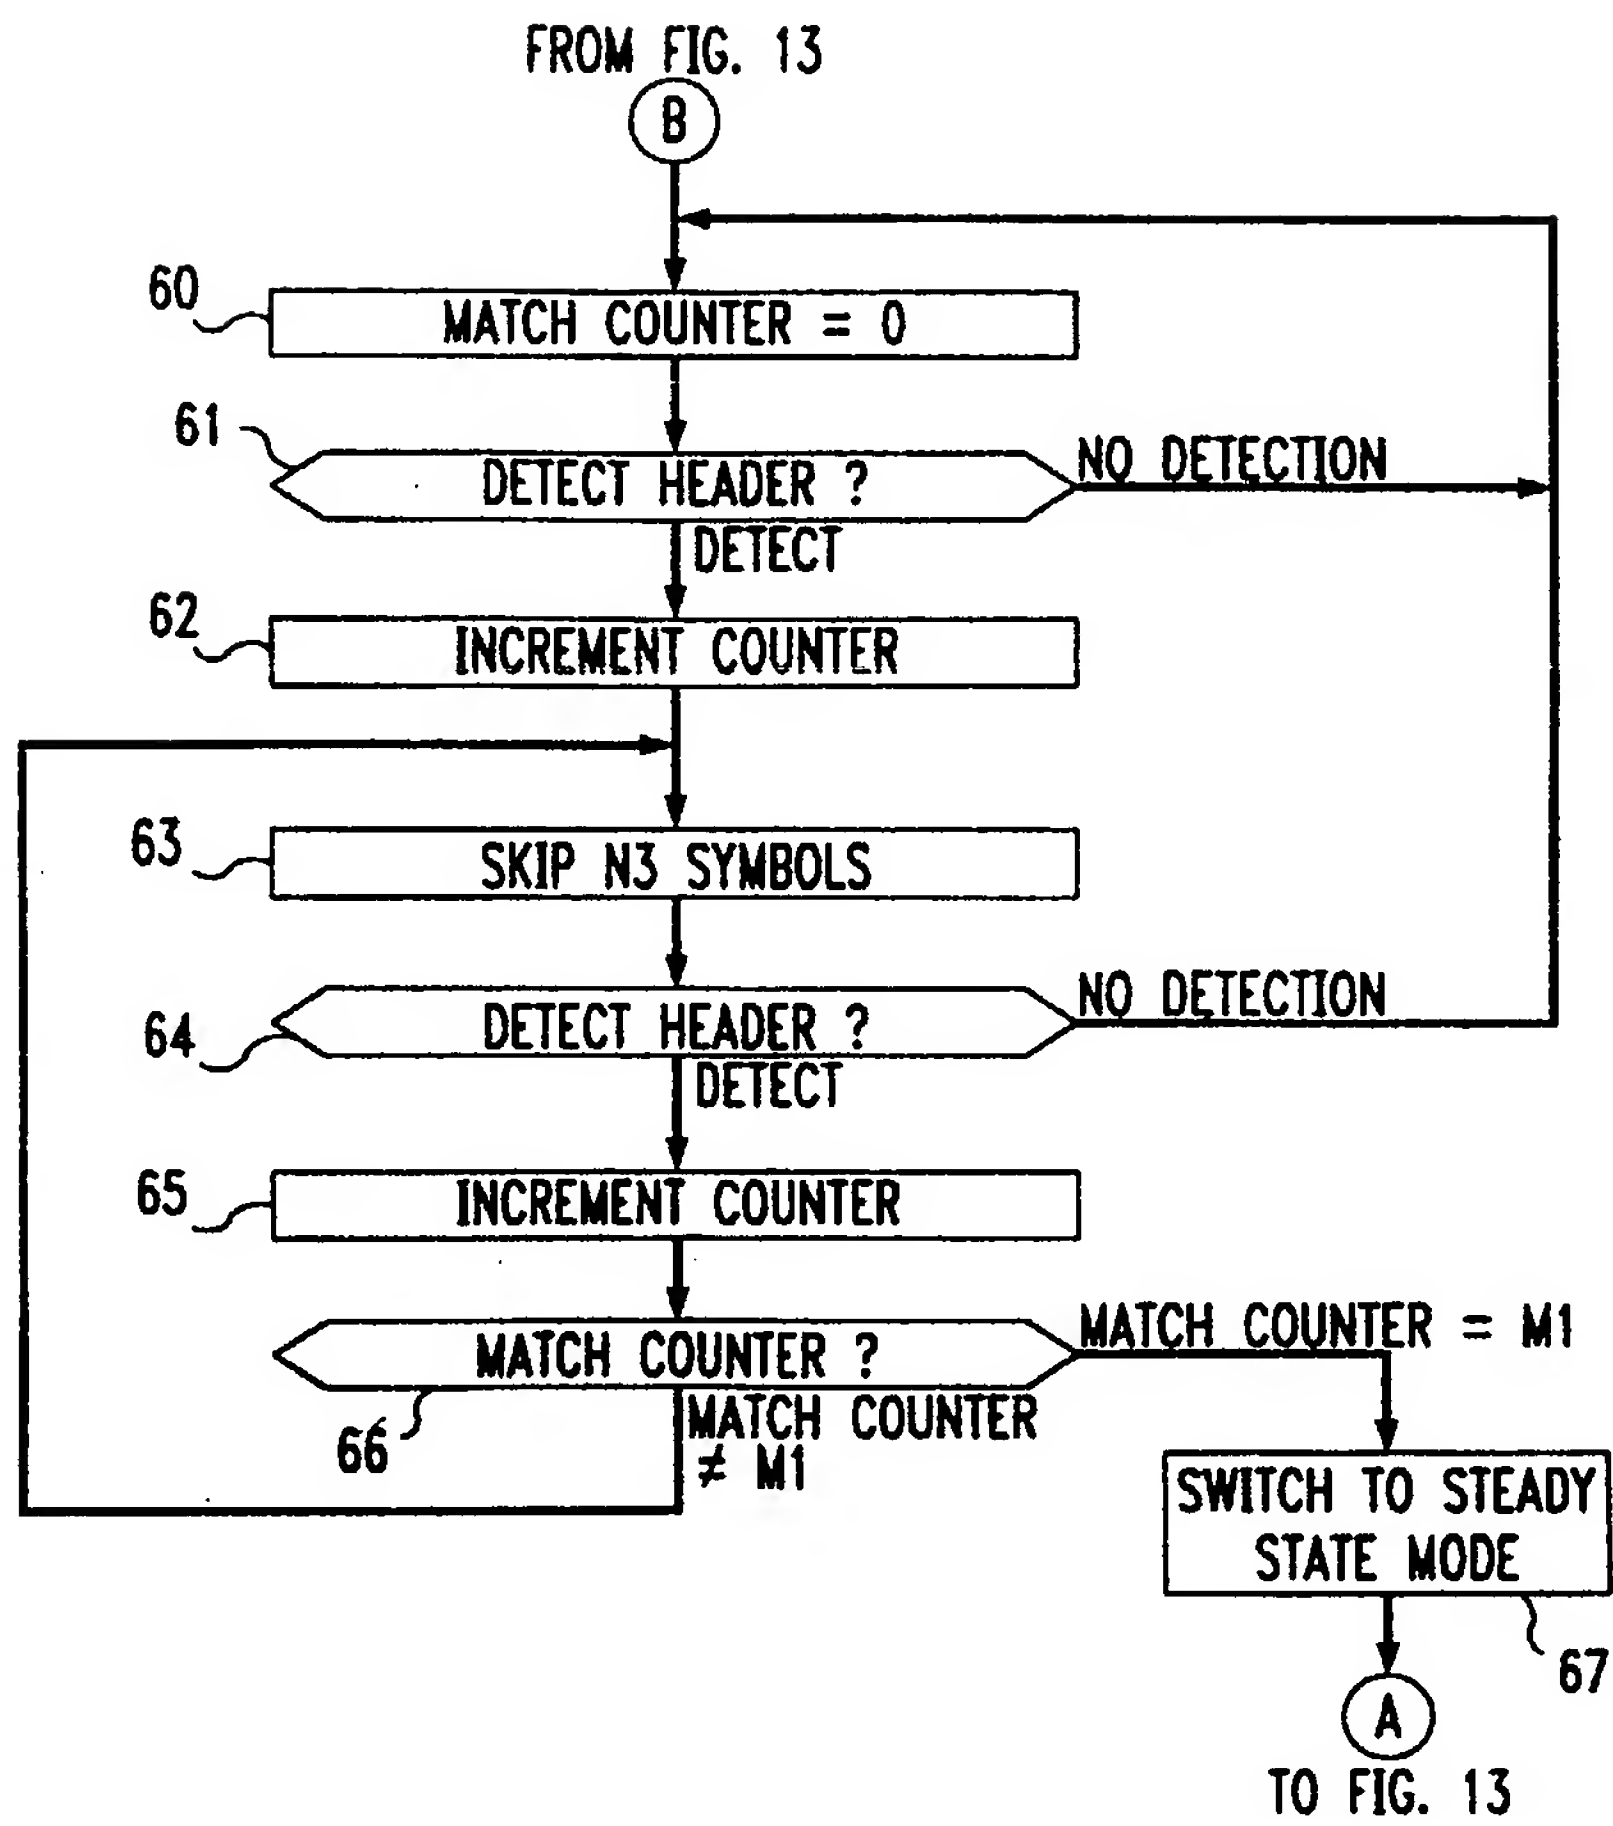 FROM FIG. 13
B
60
MATCH COUNTER = 0
61
DETECT HEADER ?
NO DETECTION
DETECT
62
INCREMENT COUNTER
63
SKIP N3 SYMBOLS
64
DETECT HEADER ?
NO DETECTION
DETECT
65
INCREMENT COUNTER
MATCH COUNTER ?
MATCH COUNTER = M1
66
MATCH COUNTER
≠ M1
SWITCH TO STEADY
STATE MODE
67
A
TO FIG. 13